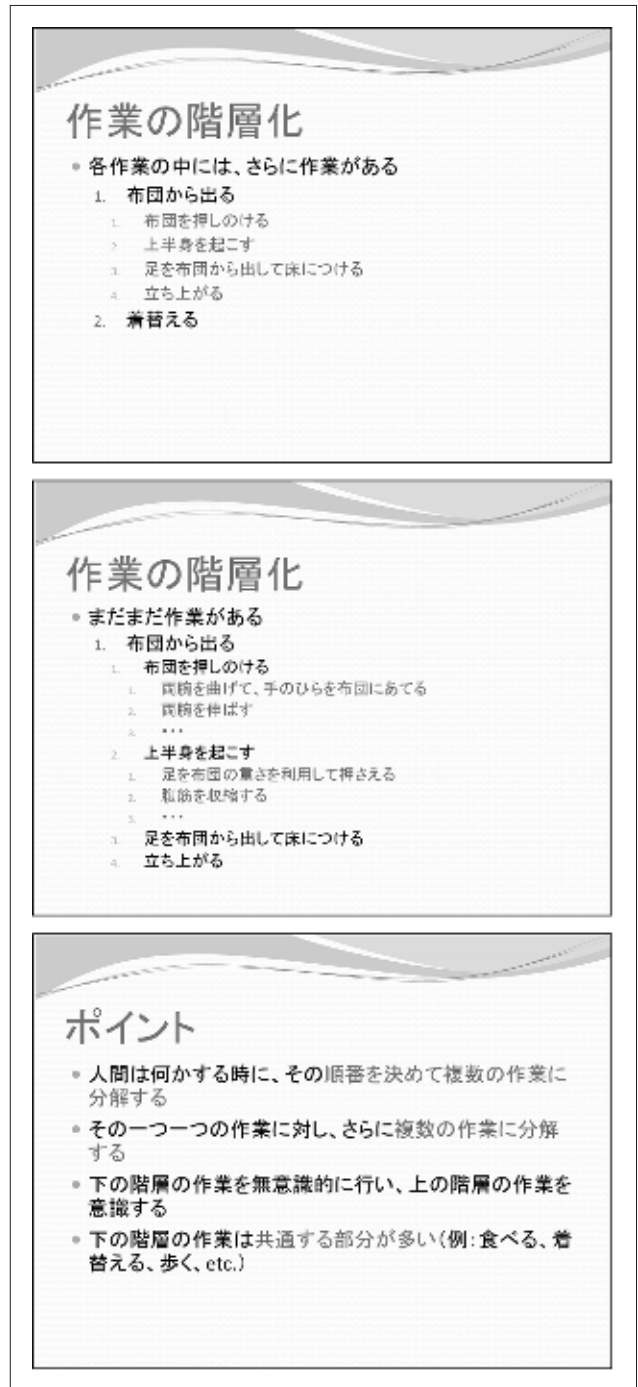 作業の階層化
• 各作業の中には、さらに作業がある
1. 布団から出る
1. 布団を押しのける
2. 上半身を起こす
3. 足を布団から出して床につける
4. 立ち上がる
2. 着替える
作業の階層化
• まだまだ作業がある
1. 布団から出る
1. 布団を押しのける
1. 両腕を曲げて、手のひらを布団にあてる
2. 両腕を伸ばす
3. ・・・
2. 上半身を起こす
1. 足を布団の重さを利用して押さえる
2. 腹筋を収縮する
3. ・・・
3. 足を布団から出して床につける
4. 立ち上がる
ポイント
• 人間は何かする時に、その順番を決めて複数の作業に
分解する
• その一つ一つの作業に対し、さらに複数の作業に分解
する
• 下の階層の作業を無意識的に行い、上の階層の作業を
意識する
• 下の階層の作業は共通する部分が多い(例:食べる、着
替える、歩く、etc.)